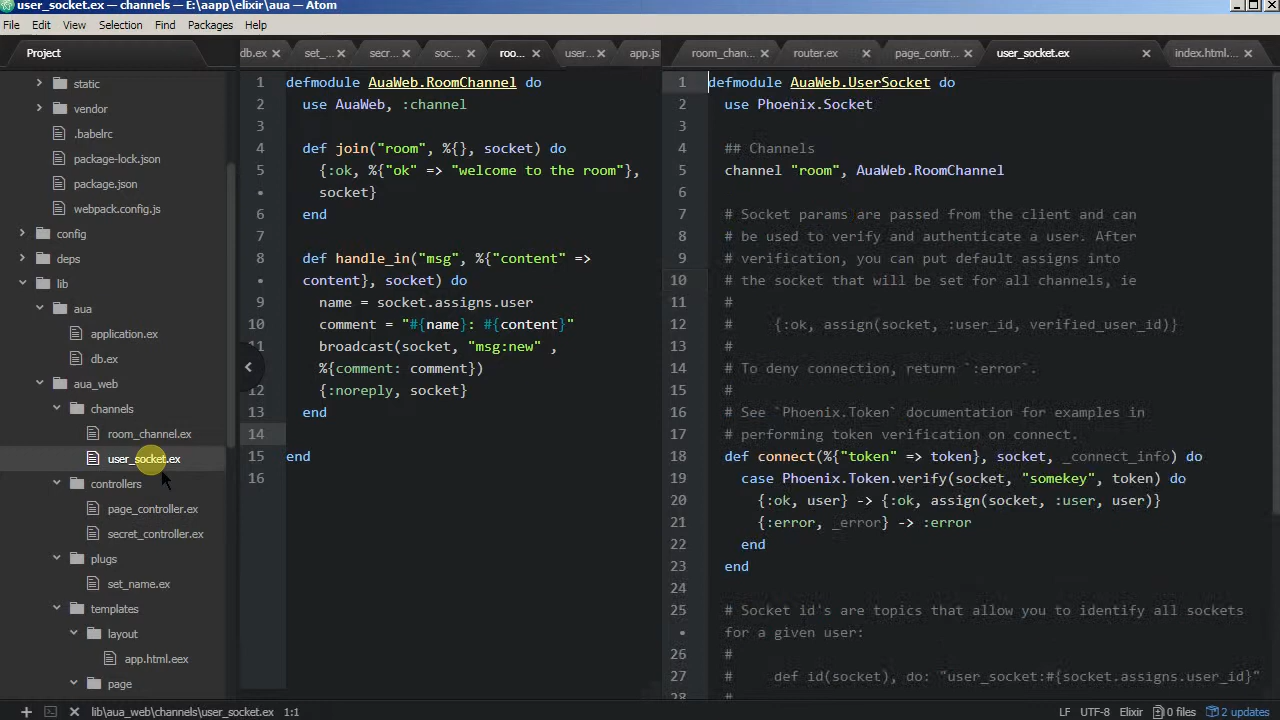 user_socket.ex — channels — E:\aapp\elixir\aua — Atom
File Edit View Selection Find Packages Help
Project
static
vendor
.babelrc
package-lock.json
package.json
webpack.config.js
config
deps
lib
aua
application.ex
db.ex
aua_web
channels
room_channel.ex
user_socket.ex
controllers
page_controller.ex
secret_controller.ex
plugs
set_name.ex
templates
layout
app.html.eex
page
db.ex set_... secr... soc... roo... user... app.js
1 defmodule AuaWeb.RoomChannel do
2 use AuaWeb, :channel
3
4 def join("room", %{}, socket) do
5 {:ok, %{"ok" => "welcome to the room"},
• socket}
6 end
7
8 def handle_in("msg", %{"content" =>
• content}, socket) do
9 name = socket.assigns.user
10 comment = "#{name}: #{content}"
11 broadcast(socket, "msg:new" ,
%{comment: comment})
12 {:noreply, socket}
13 end
14
15 end
16
room_chan... router.ex page_contr... user_socket.ex index.html...
1 defmodule AuaWeb.UserSocket do
2 use Phoenix.Socket
3
4 ## Channels
5 channel "room", AuaWeb.RoomChannel
6
7 # Socket params are passed from the client and can
8 # be used to verify and authenticate a user. After
9 # verification, you can put default assigns into
10 # the socket that will be set for all channels, ie
11 #
12 # {:ok, assign(socket, :user_id, verified_user_id)}
13 #
14 # To deny connection, return `:error`.
15 #
16 # See `Phoenix.Token` documentation for examples in
17 # performing token verification on connect.
18 def connect(%{"token" => token}, socket, _connect_info) do
19 case Phoenix.Token.verify(socket, "somekey", token) do
20 {:ok, user} -> {:ok, assign(socket, :user, user)}
21 {:error, _error} -> :error
22 end
23 end
24
25 # Socket id's are topics that allow you to identify all sockets
• for a given user:
26 #
27 # def id(socket), do: "user_socket:#{socket.assigns.user_id}"
28 #
lib\aua_web\channels\user_socket.ex 1:1
LF UTF-8 Elixir 0 files 2 updates